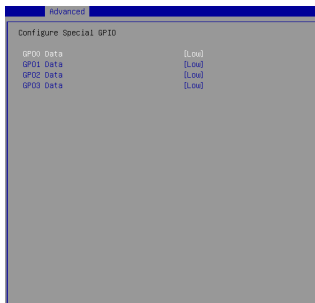 Advanced
Configure Special GPIO
GPO0 Data [Low]
GPO1 Data [Low]
GPO2 Data [Low]
GPO3 Data [Low]